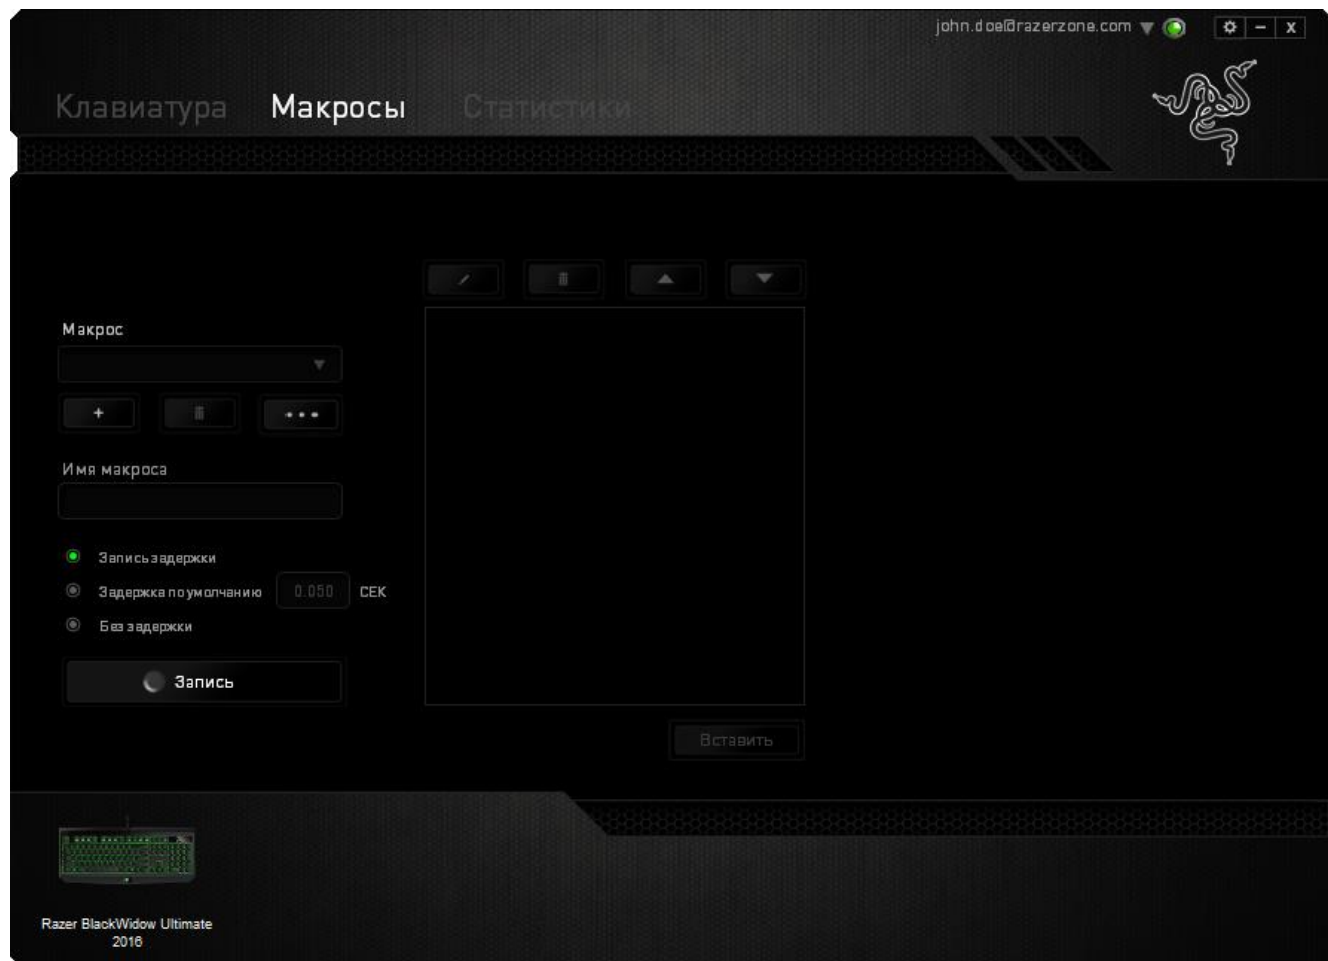 john.doe@razerzone.com
Клавиатура Макросы Статистики
Макрос
Имя макроса
Запись задержки
Задержка по умолчанию 0.050 СЕК
Без задержки
Запись
Вставить
Razer BlackWidow Ultimate
2016